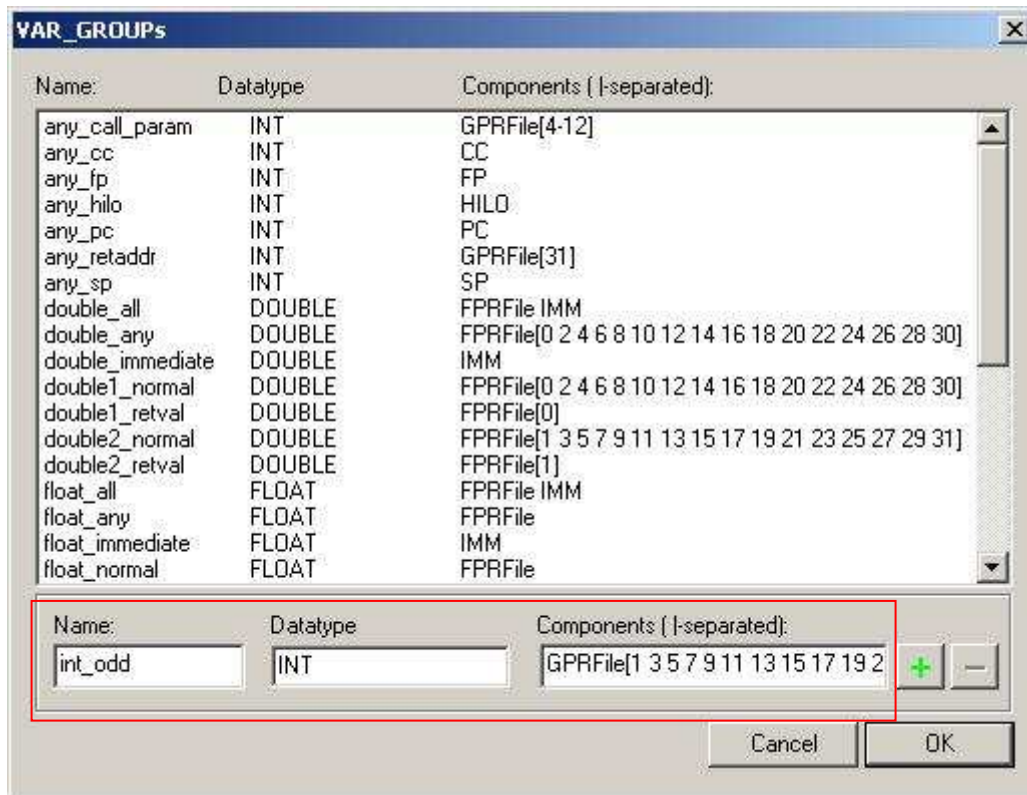 VAR_GROUPs
Name: Datatype Components ( |-separated):
any_call_param INT GPRFile[4-12]
any_cc INT CC
any_fp INT FP
any_hilo INT HILO
any_pc INT PC
any_retaddr INT GPRFile[31]
any_sp INT SP
double_all DOUBLE FPRFile IMM
double_any DOUBLE FPRFile[0 2 4 6 8 10 12 14 16 18 20 22 24 26 28 30]
double_immediate DOUBLE IMM
double1_normal DOUBLE FPRFile[0 2 4 6 8 10 12 14 16 18 20 22 24 26 28 30]
double1_retval DOUBLE FPRFile[0]
double2_normal DOUBLE FPRFile[1 3 5 7 9 11 13 15 17 19 21 23 25 27 29 31]
double2_retval DOUBLE FPRFile[1]
float_all FLOAT FPRFile IMM
float_any FLOAT FPRFile
float_immediate FLOAT IMM
float_normal FLOAT FPRFile
Name: Datatype Components ( |-separated):
int_odd INT GPRFile[1 3 5 7 9 11 13 15 17 19 2
Cancel OK